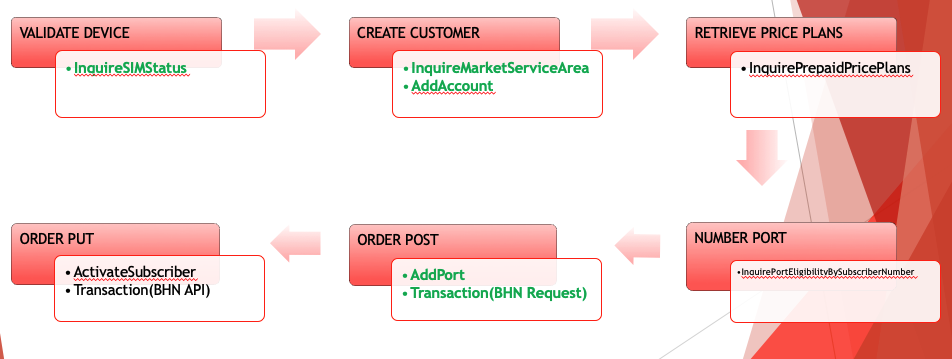 VALIDATE DEVICE
• InquireSIMStatus
CREATE CUSTOMER
• InquireMarketServiceArea
• AddAccount
RETRIEVE PRICE PLANS
• InquirePrepaidPricePlans
NUMBER PORT
• InquirePortEligibilityBySubscriberNumber
ORDER POST
• AddPort
• Transaction(BHN Request)
ORDER PUT
• ActivateSubscriber
• Transaction(BHN API)